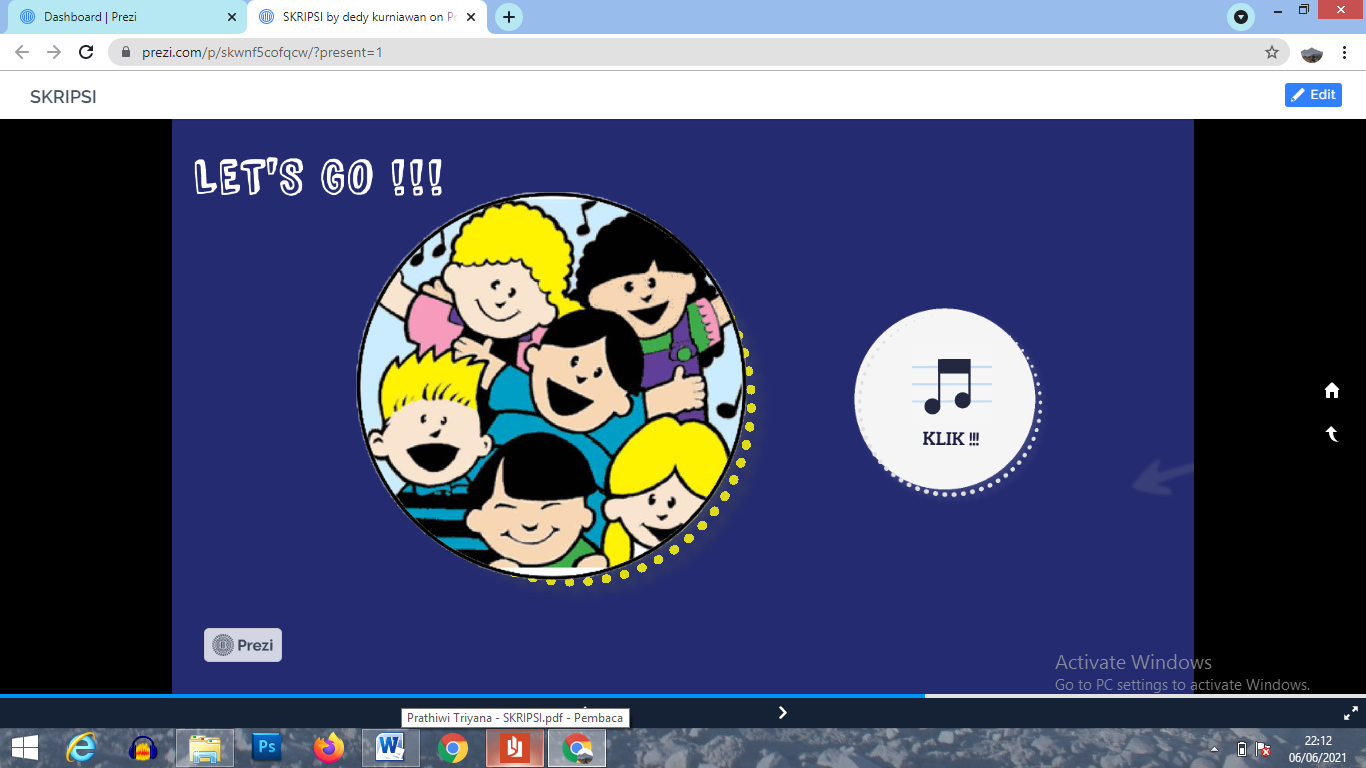 Dashboard | Prezi
SKRIPSI by dedy kurniawan on Pr
prezi.com/p/skwnf5cofqcw/?present=1
SKRIPSI
Edit
LET'S GO !!!
KLIK !!!
Prezi
Activate Windows
Go to PC settings to activate Windows.
Prathiwi Triyana - SKRIPSI.pdf - Pembaca
Ps
22:12
06/06/2021